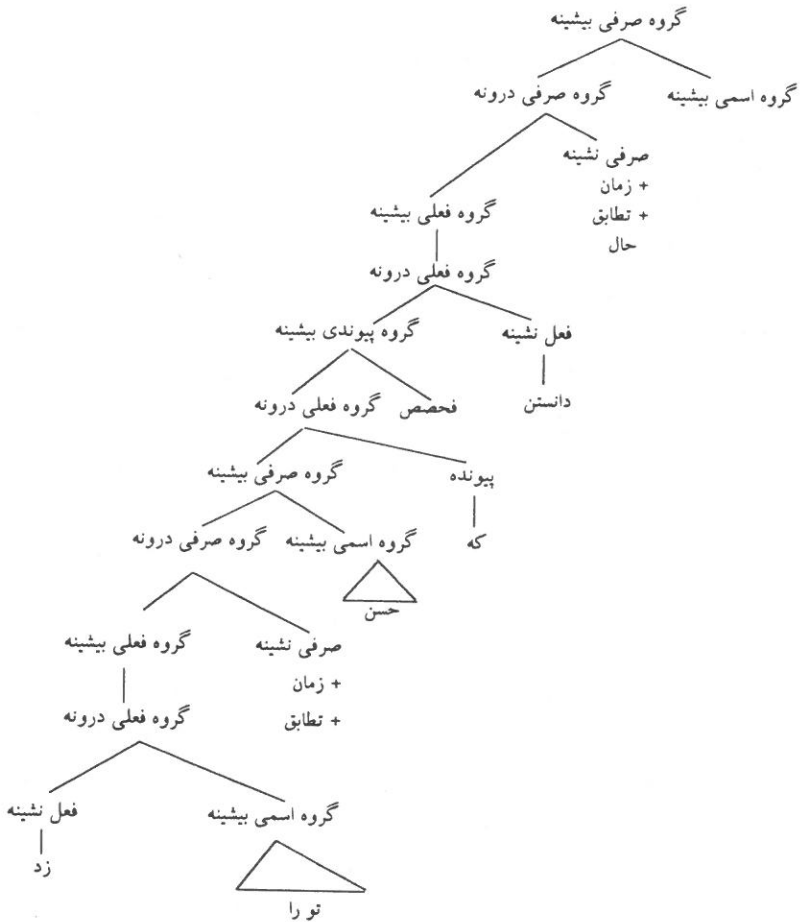 گروه صرفی بیشینه
گروه اسمی بیشینه
گروه صرفی درونه
صرفی نشینه
+ زمان
+ تطابق
حال
گروه فعلی بیشینه
گروه فعلی درونه
فعل نشینه
گروه پیوندی بیشینه
دانستن
فحصص
گروه فعلی درونه
پیونده
گروه صرفی بیشینه
که
گروه اسمی بیشینه
گروه صرفی درونه
حسن
صرفی نشینه
گروه فعلی بیشینه
+ زمان
+ تطابق
گروه فعلی درونه
گروه اسمی بیشینه
فعل نشینه
زد
تو را